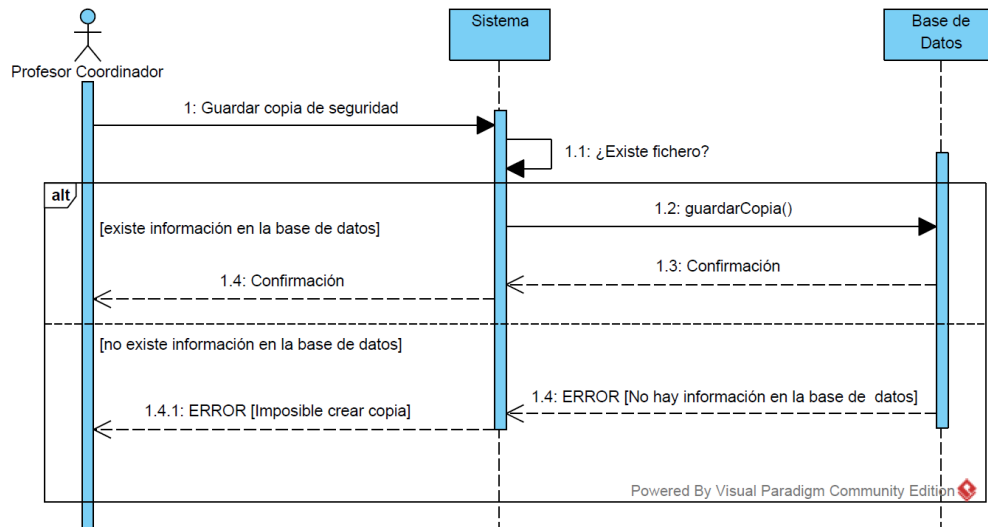 Sistema
Base de
Datos
Profesor Coordinador
1: Guardar copia de seguridad
1.1: ¿Existe fichero?
alt
1.2: guardarCopia()
[existe información en la base de datos]
1.3: Confirmación
1.4: Confirmación
[no existe información en la base de datos]
1.4: ERROR [No hay información en la base de  datos]
1.4.1: ERROR [Imposible crear copia]
Powered By Visual Paradigm Community Edition